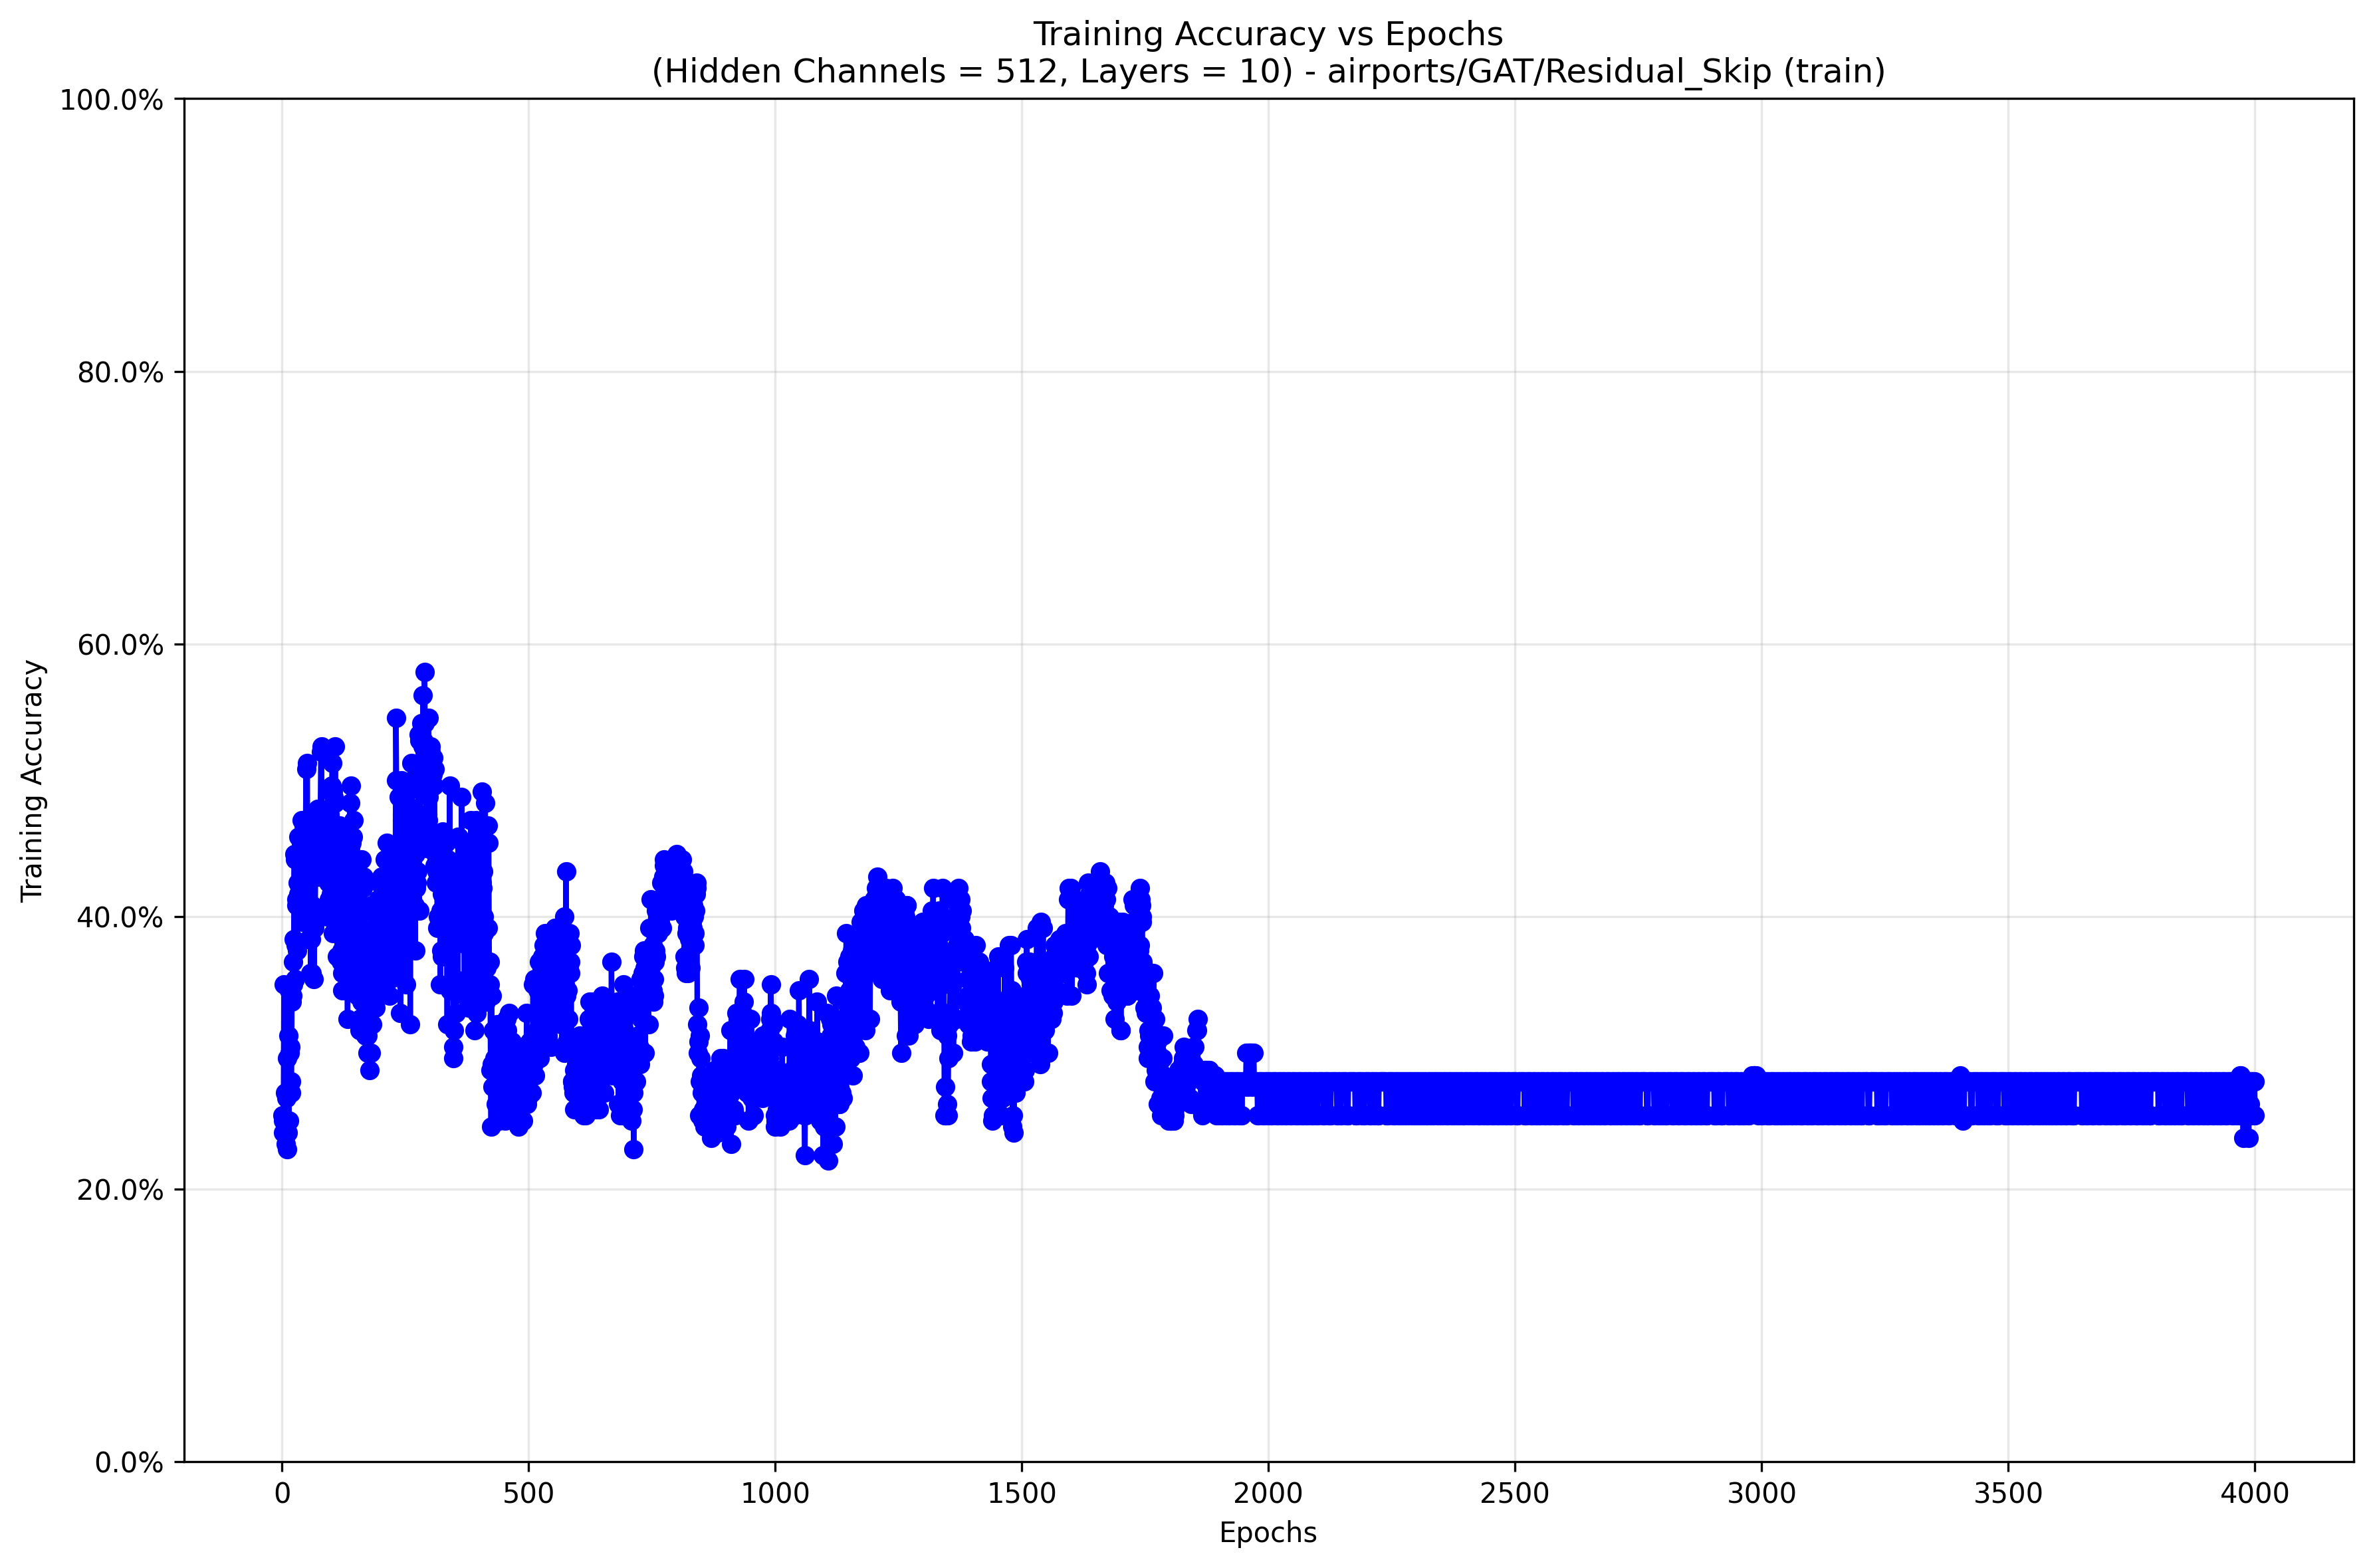 Training Accuracy vs Epochs
(Hidden Channels = 512, Layers = 10) - airports/GAT/Residual_Skip (train)
100.0%
80.0%
60.0%
40.0%
20.0%
0.0%
Training Accuracy
0 500 1000 1500 2000 2500 3000 3500 4000
Epochs